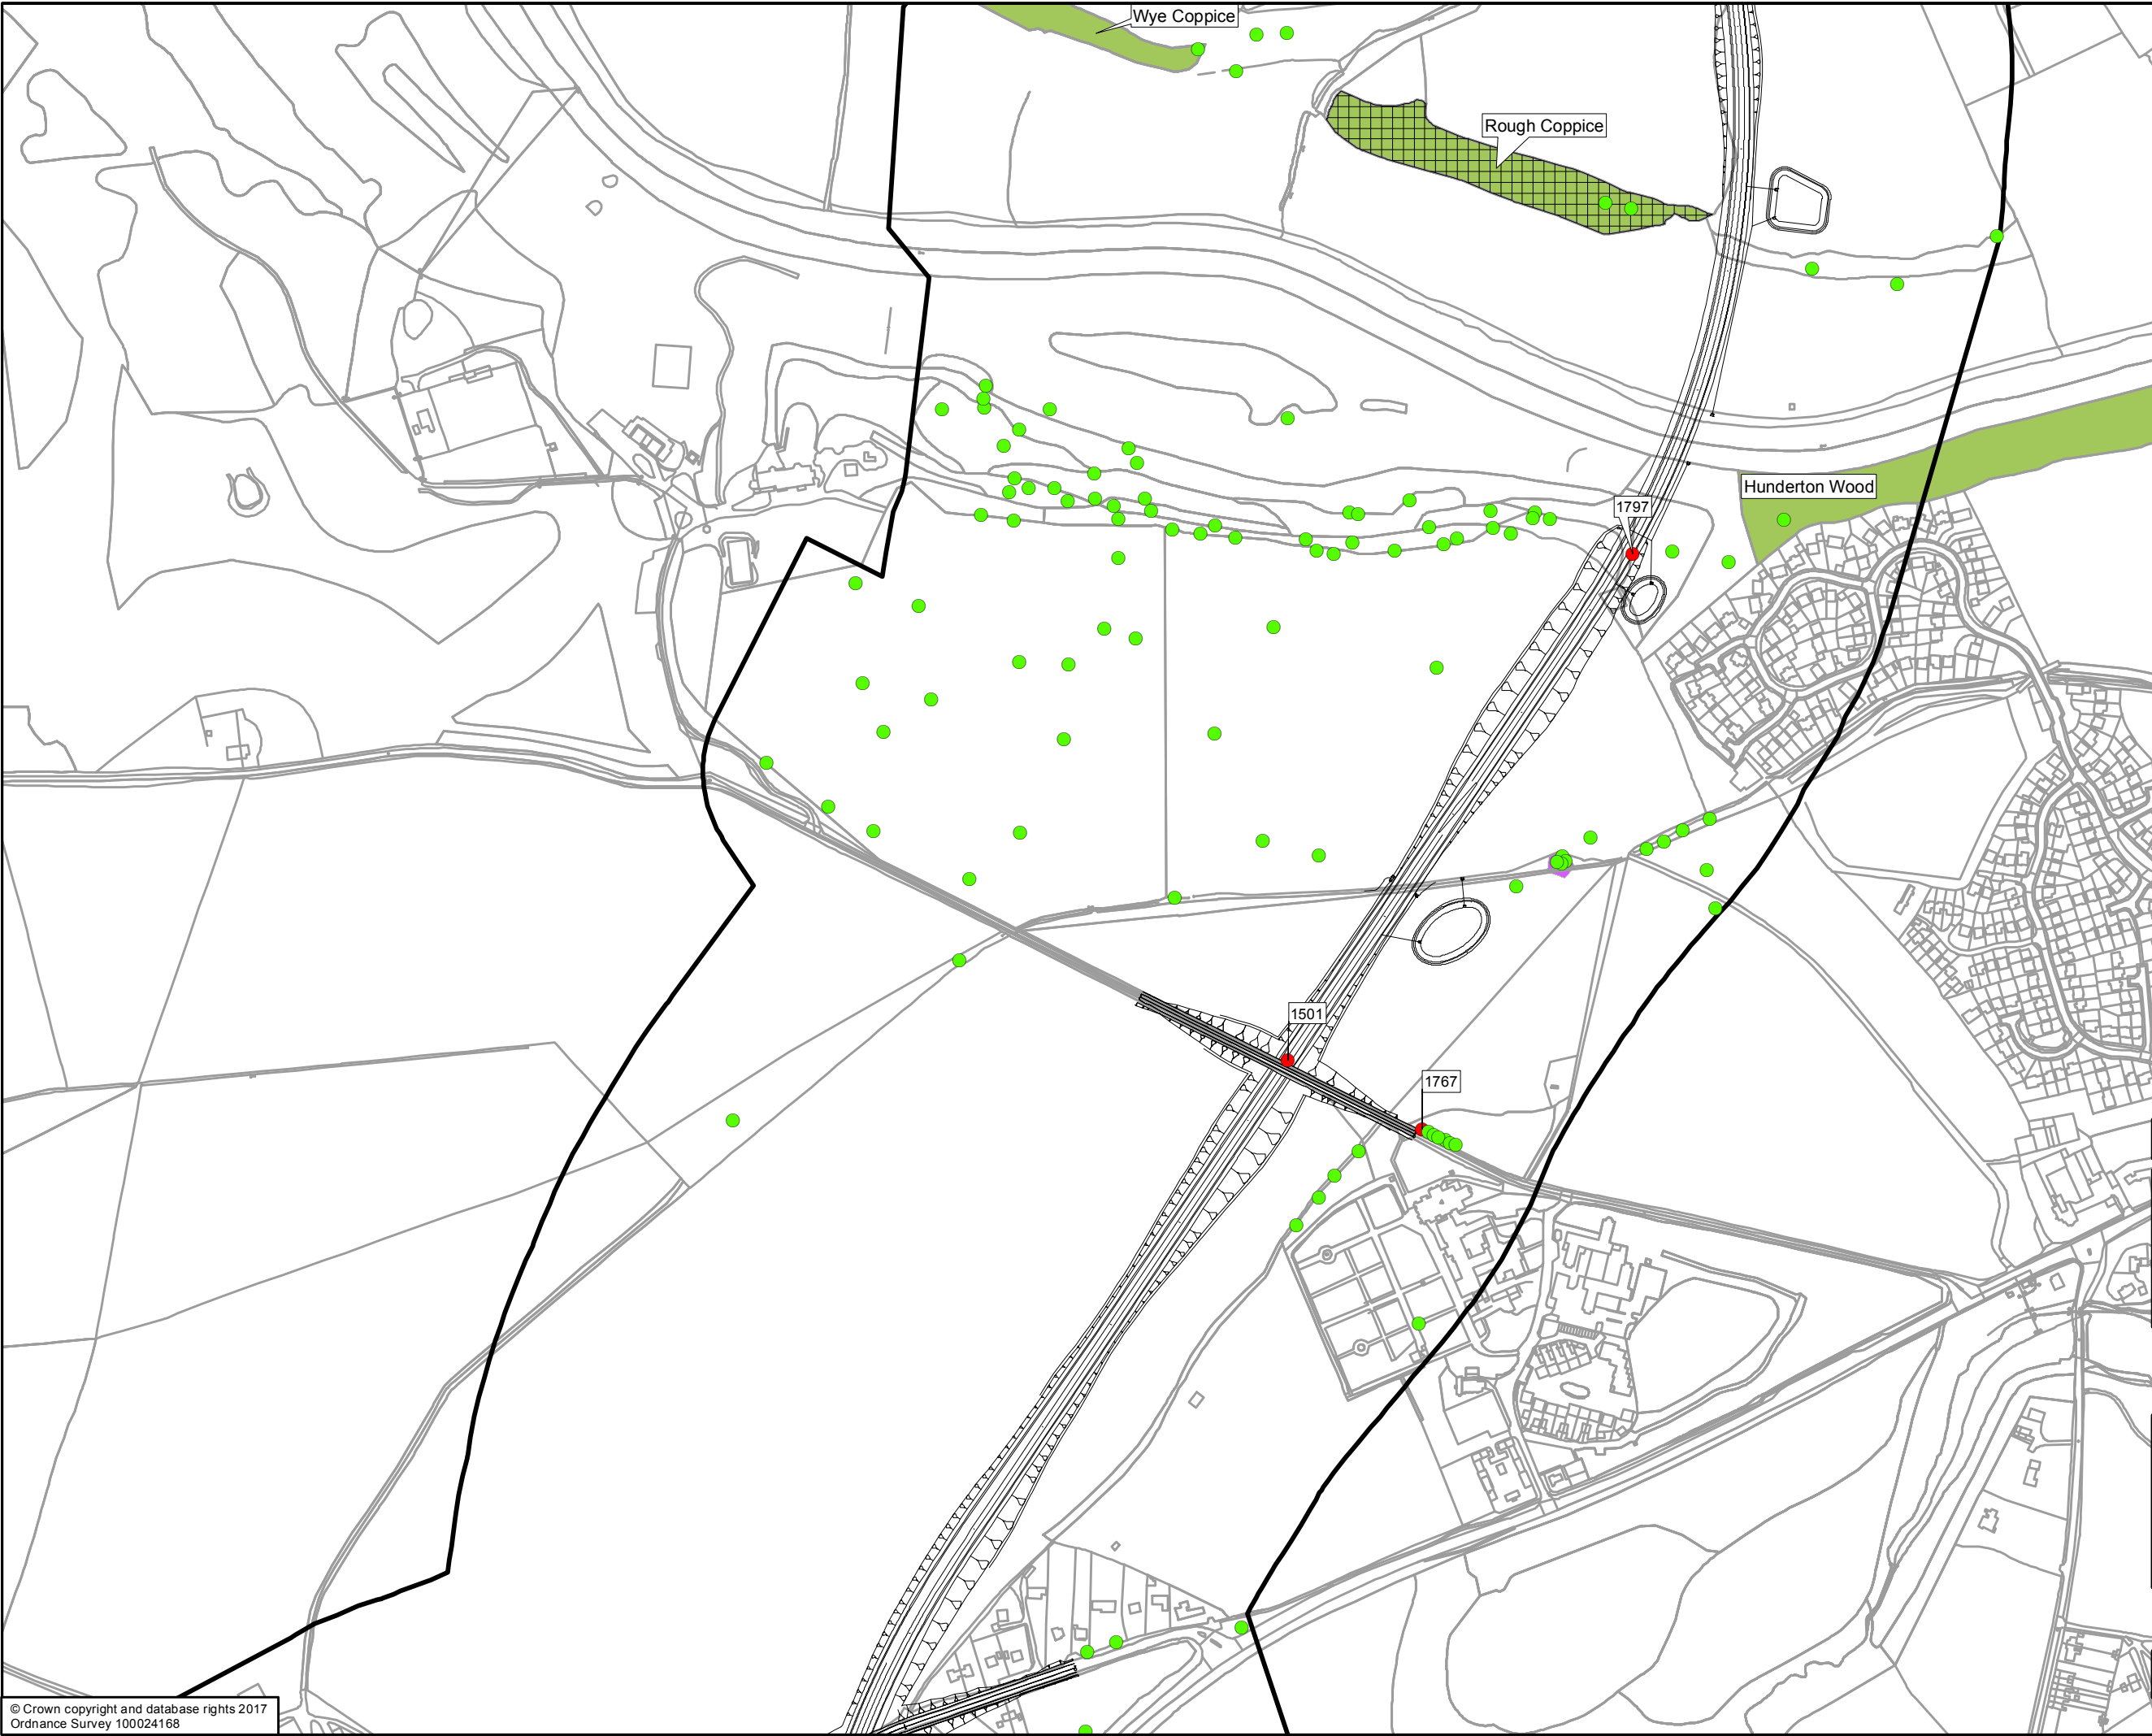 Wye Coppice
Rough Coppice
Hunderton Wood
1797
1501
1767
© Crown copyright and database rights 2017
Ordnance Survey 100024168